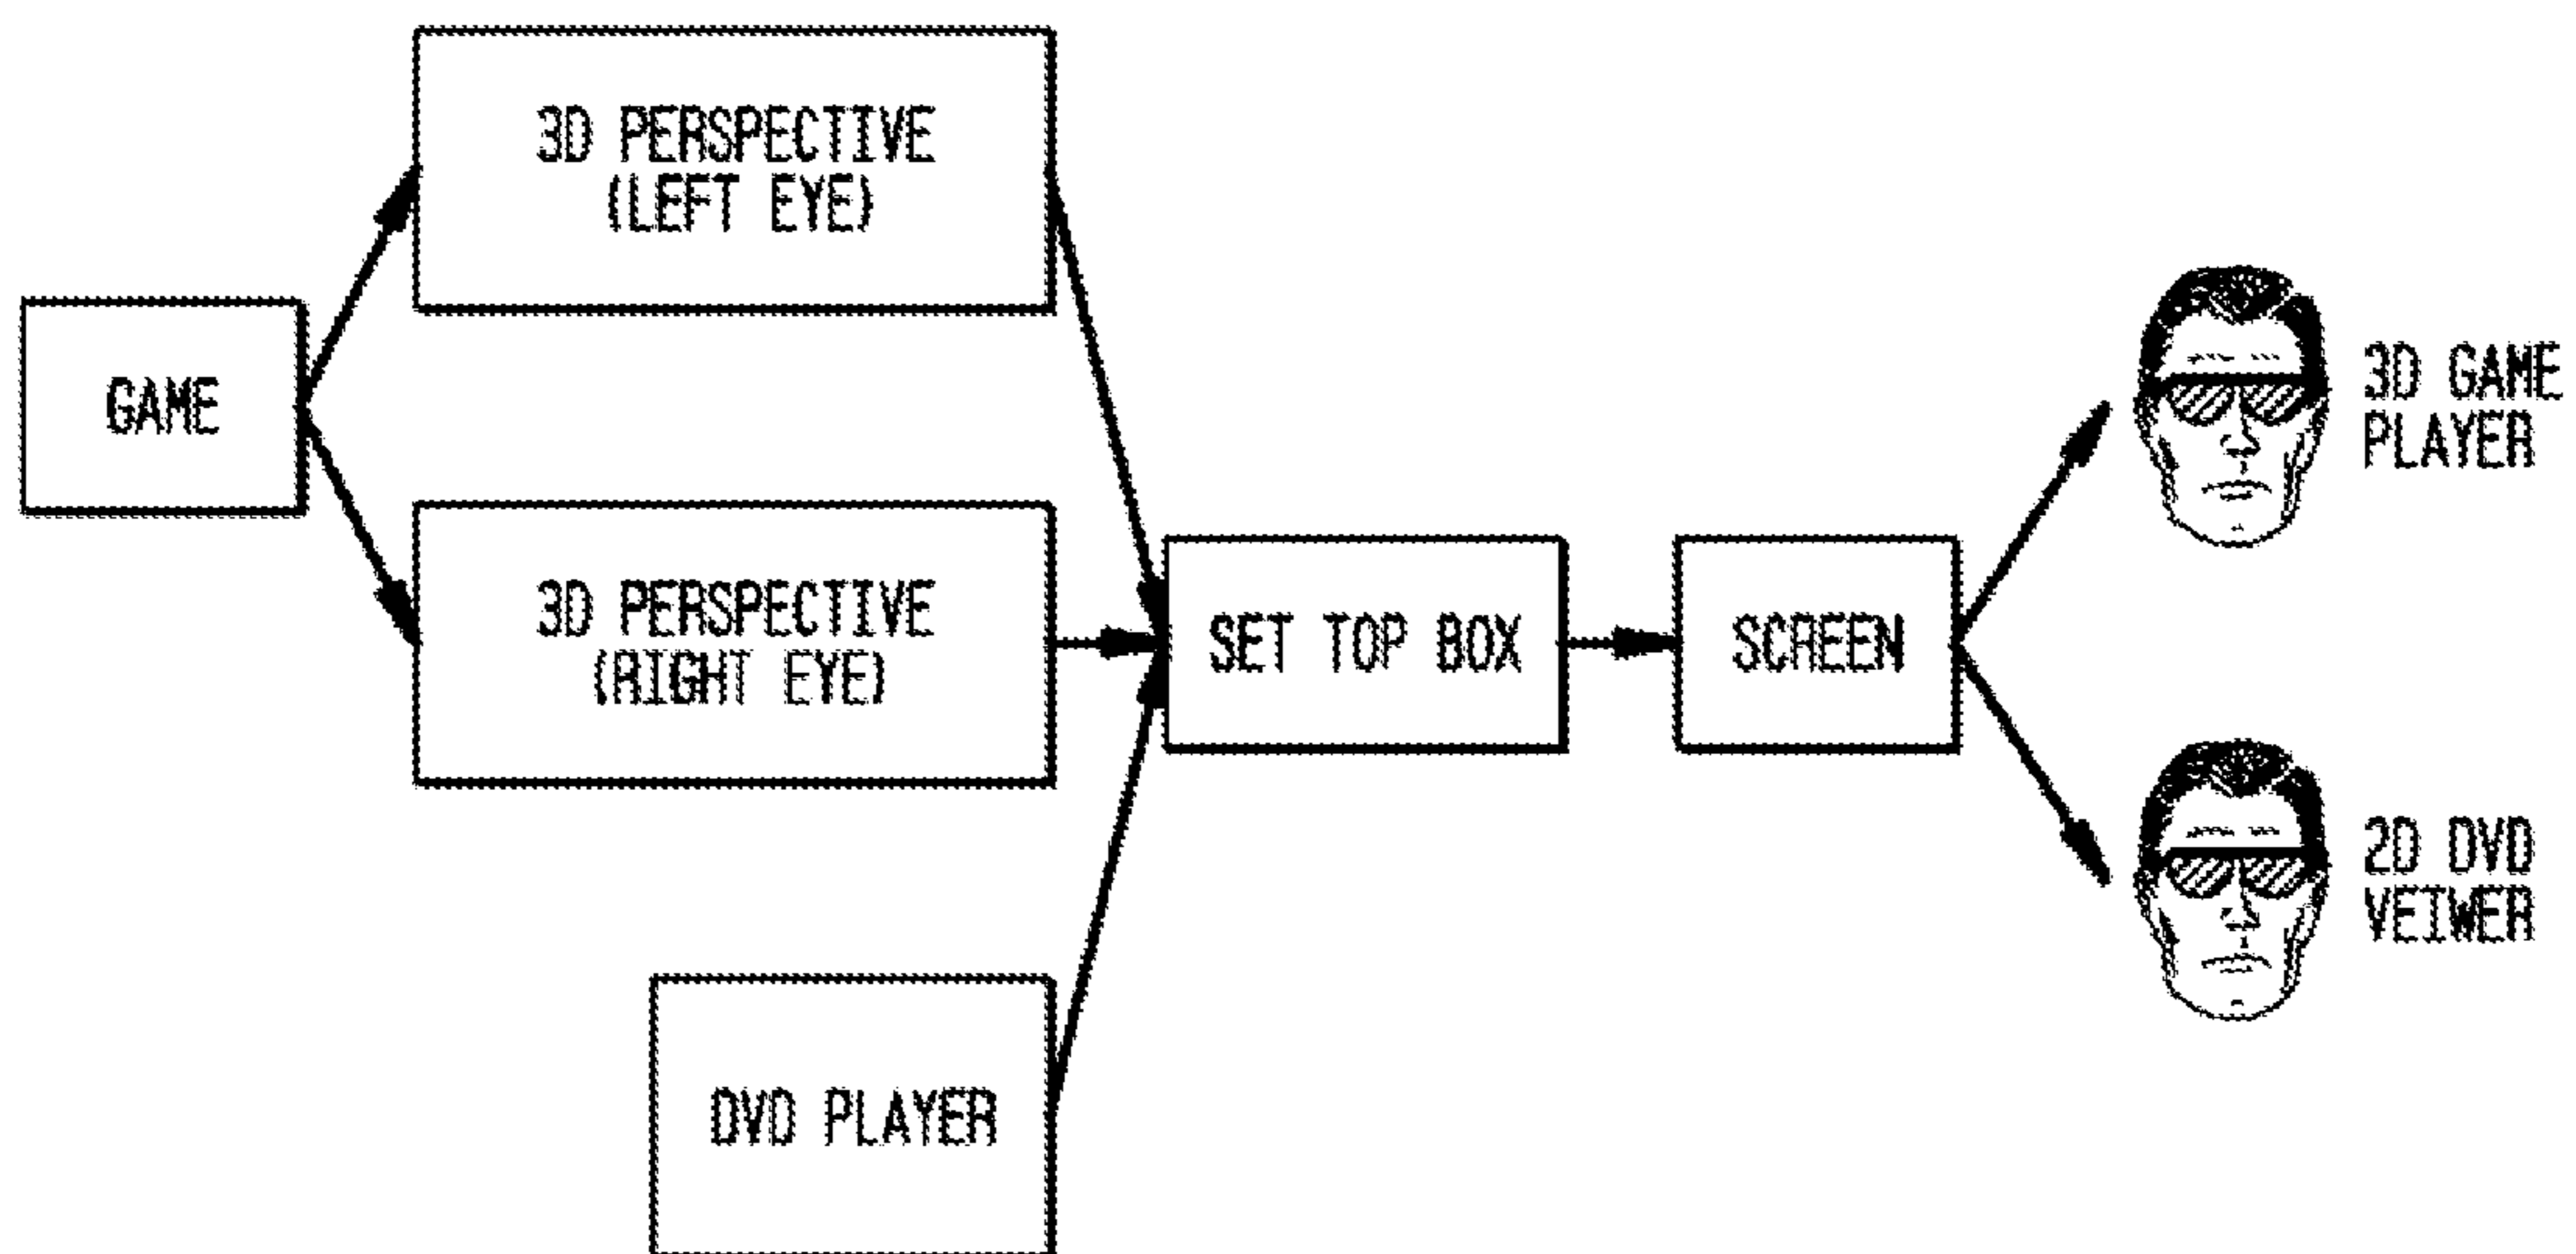 3D PERSPECTIVE
(LEFT EYE)
GAME
3D PERSPECTIVE
(RIGHT EYE)
SET TOP BOX
SCREEN
DVD PLAYER
3D GAME
PLAYER
2D DVD
VEIWER